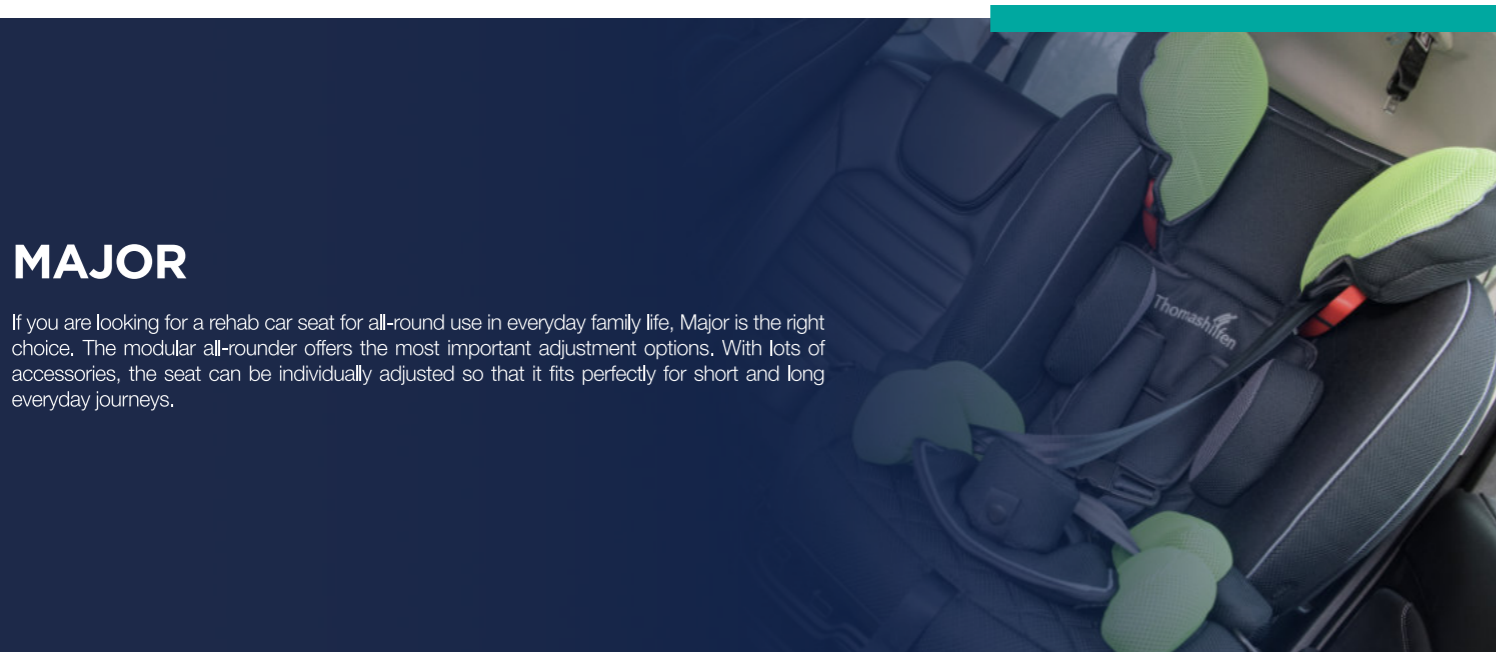 MAJOR
If you are looking for a rehab car seat for all-round use in everyday family life, Major is the right
choice. The modular all-rounder offers the most important adjustment options. With lots of
accessories, the seat can be individually adjusted so that it fits perfectly for short and long
everyday journeys.
Thomashilfen